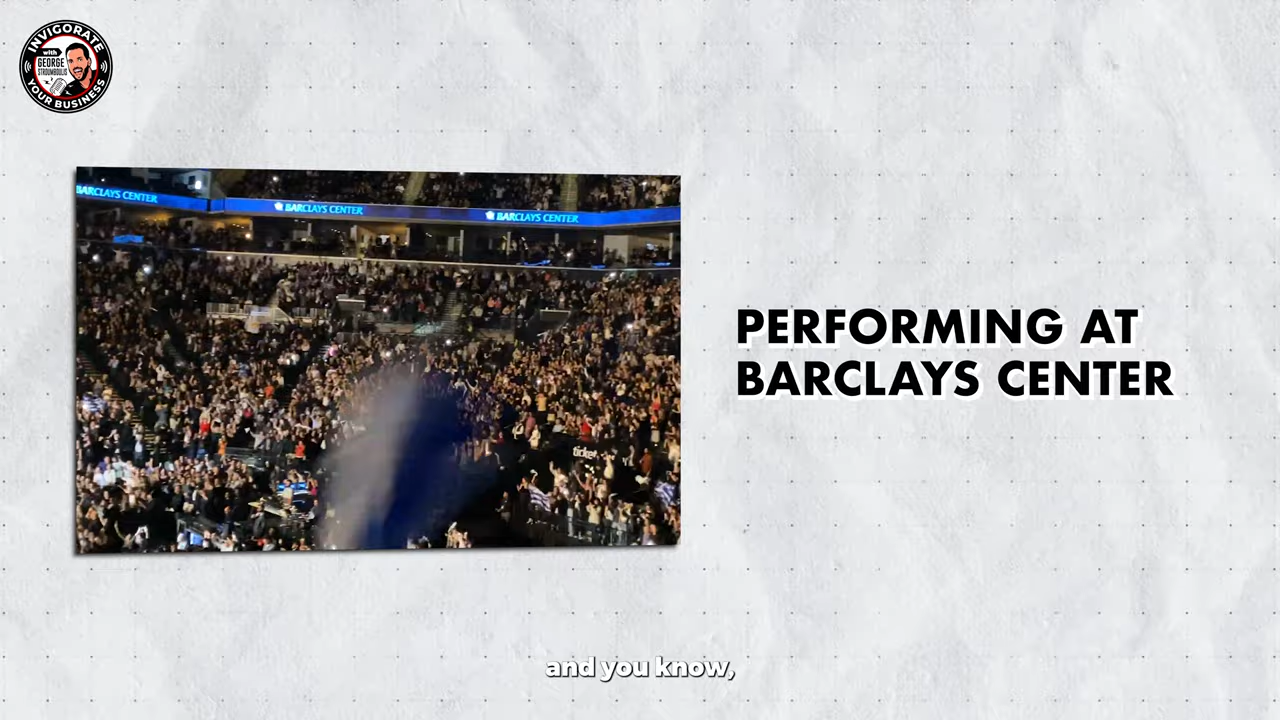 INVIGORATE
with
GEORGE
STROUMBOULIS
YOUR BUSINESS
BARCLAYS CENTER
BARCLAYS CENTER
BARCLAYS CENTER
PERFORMING AT
BARCLAYS CENTER
ticket
and you know,